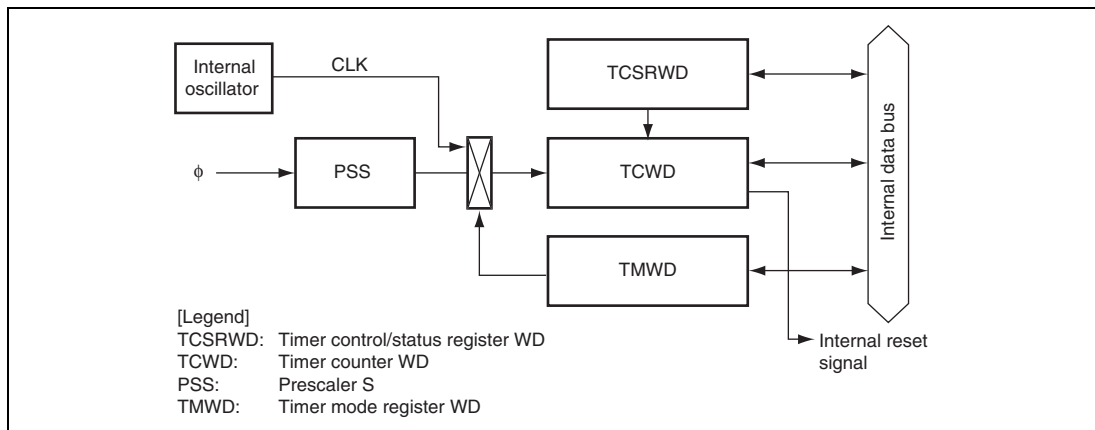 Internal
oscillator
CLK
TCSRWD
φ
PSS
TCWD
TMWD
Internal data bus
Internal reset
signal
[Legend]
TCSRWD: Timer control/status register WD
TCWD: Timer counter WD
PSS: Prescaler S
TMWD: Timer mode register WD